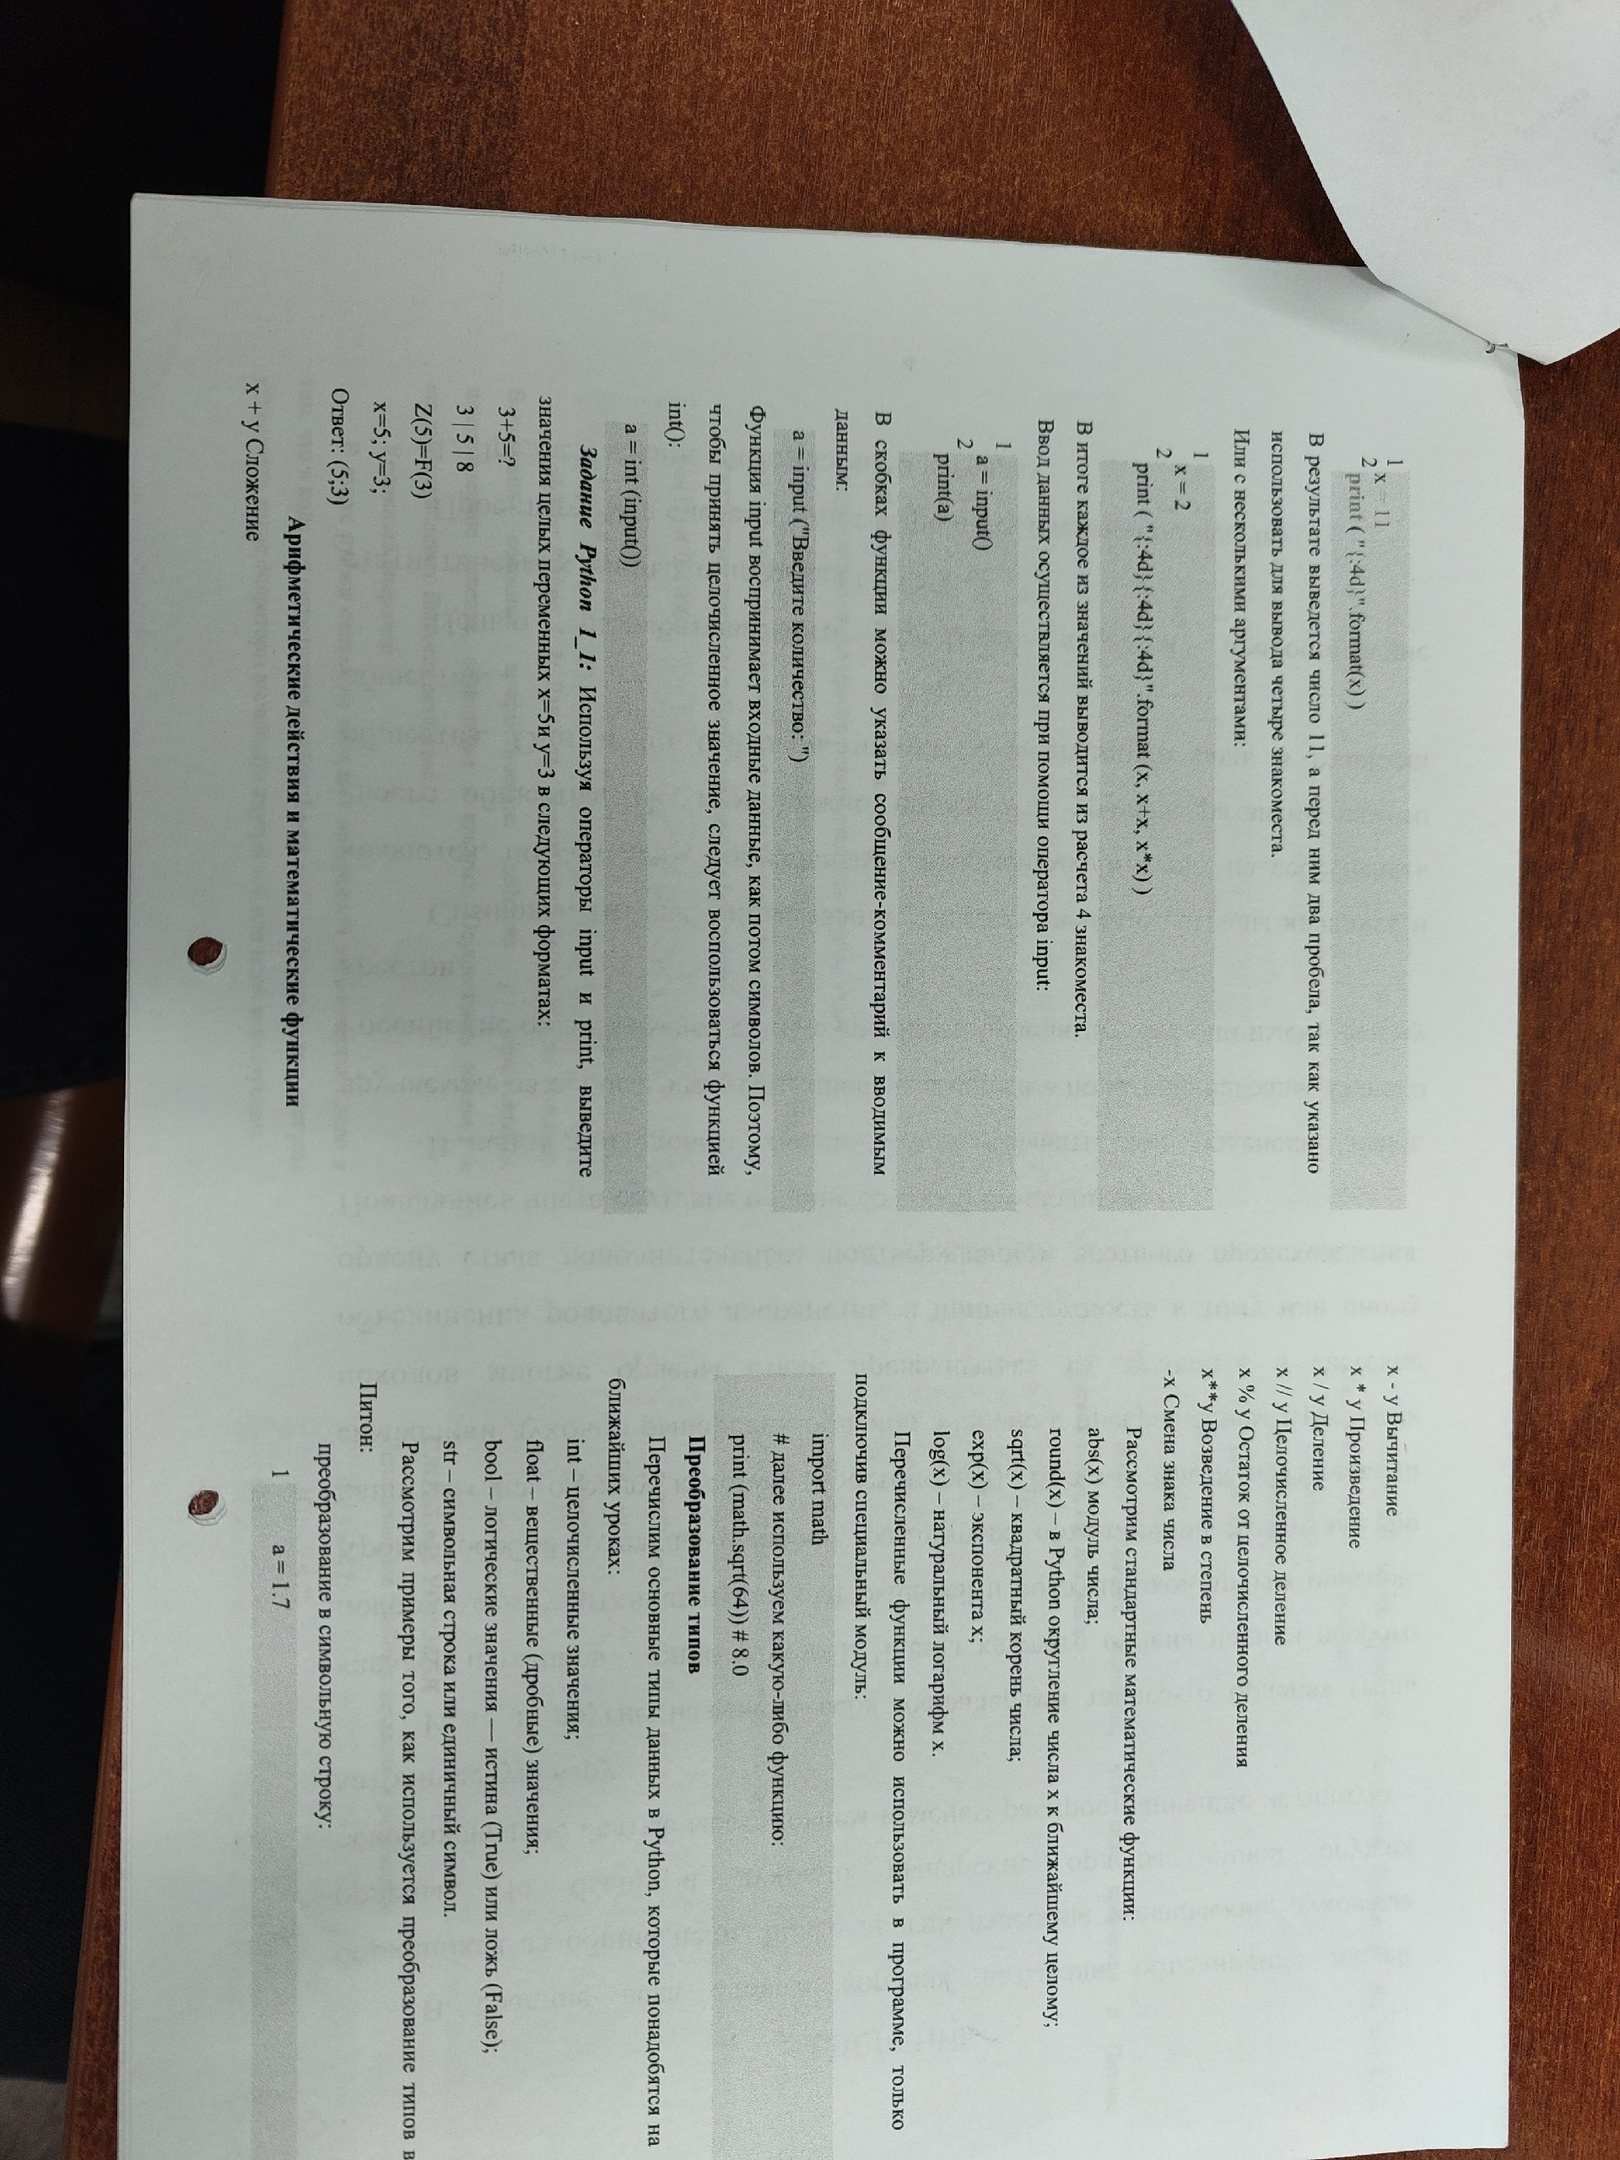 1
x = 11
2
print ( "{:4d}".format(x) )
В результате выведется число 11, а перед ним два пробела, так как указано
использовать для вывода четыре знакоместа.
Или с несколькими аргументами:
1
x = 2
2
print ( "{:4d}{:4d}{:4d}".format (x, x+x, x*x) )
В итоге каждое из значений выводится из расчета 4 знакоместа.
Ввод данных осуществляется при помощи оператора input:
1
a = input()
2
print(a)
В скобках функции можно указать сообщение-комментарий к вводимым
данным:
a = input ("Введите количество: ")
Функция input воспринимает входные данные, как потом символов. Поэтому,
чтобы принять целочисленное значение, следует воспользоваться функцией
int():
a = int (input())
Задание Python 1_1: Используя операторы input и print, выведите
значения целых переменных x=5и y=3 в следующих форматах:
3+5=?
3 | 5 | 8
Z(5)=F(3)
x=5; y=3;
Ответ: (5;3)
Арифметические действия и математические функции
x + y Сложение
x - y Вычитание
x * y Произведение
x / y Деление
x // y Целочисленное деление
x % y Остаток от целочисленного деления
x**y Возведение в степень
-x Смена знака числа
Рассмотрим стандартные математические функции:
abs(x) модуль числа;
round(x) – в Python округление числа x к ближайшему целому;
sqrt(x) – квадратный корень числа;
exp(x) – экспонента x;
log(x) – натуральный логарифм x.
Перечисленные функции можно использовать в программе, только
подключив специальный модуль:
import math
# далее используем какую-либо функцию:
print (math.sqrt(64)) # 8.0
Преобразование типов
Перечислим основные типы данных в Python, которые понадобятся на
ближайших уроках:
int – целочисленные значения;
float – вещественные (дробные) значения;
bool – логические значения — истина (True) или ложь (False);
str – символьная строка или единичный символ.
Рассмотрим примеры того, как используется преобразование типов в
Питон:
преобразование в символьную строку:
1 a = 1.7